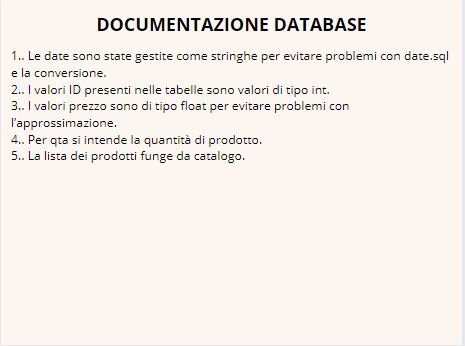 DOCUMENTAZIONE DATABASE
1.. Le date sono state gestite come stringhe per evitare problemi con date.sql
e la conversione.
2.. I valori ID presenti nelle tabelle sono valori di tipo int.
3.. I valori prezzo sono di tipo float per evitare problemi con
l'approssimazione.
4.. Per qta si intende la quantità di prodotto.
5.. La lista dei prodotti funge da catalogo.